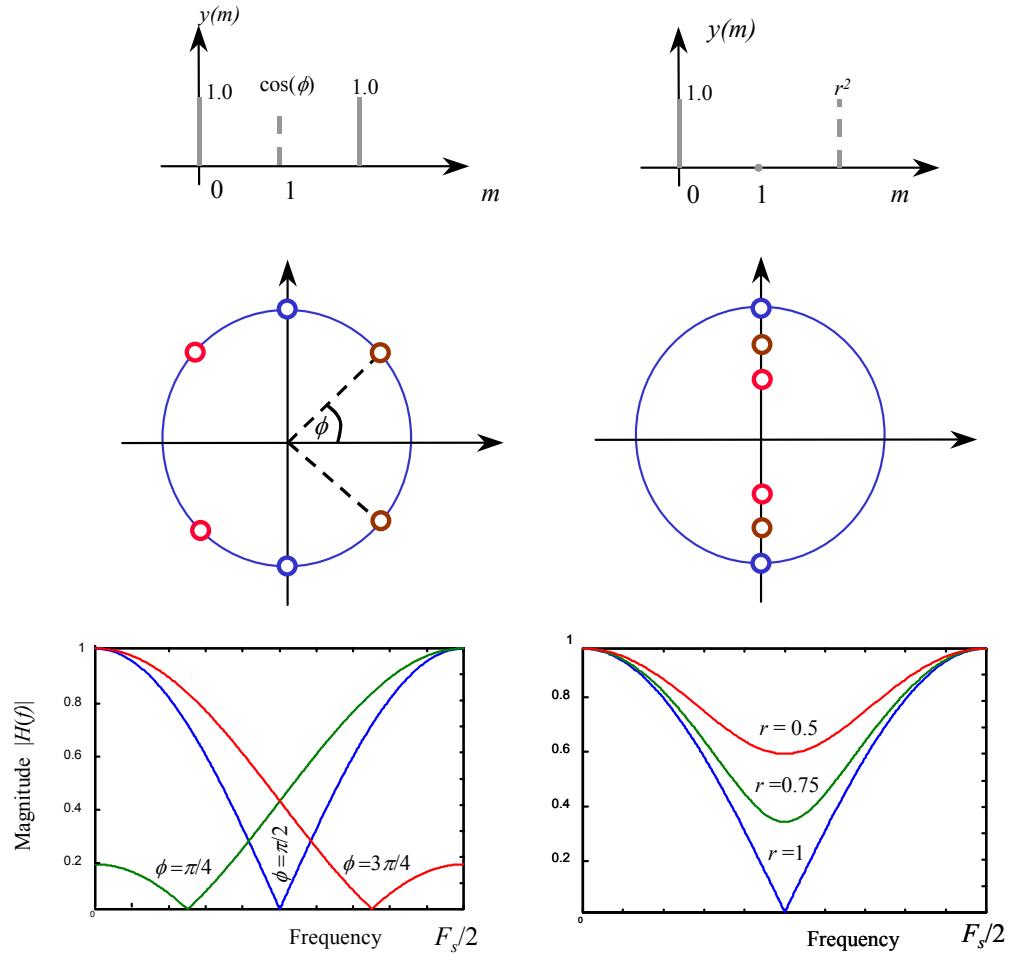 y(m)
1.0
cos(ϕ)
1.0
0
1
m
y(m)
1.0
r²
0
1
m
ϕ
1
0.8
0.6
0.4
0.2
0
Magnitude |H(f)|
ϕ=π/4
ϕ=π/2
ϕ=3π/4
Frequency
Fₛ/2
1
0.8
0.6
0.4
0.2
0
r = 0.5
r =0.75
r =1
Frequency
Fₛ/2